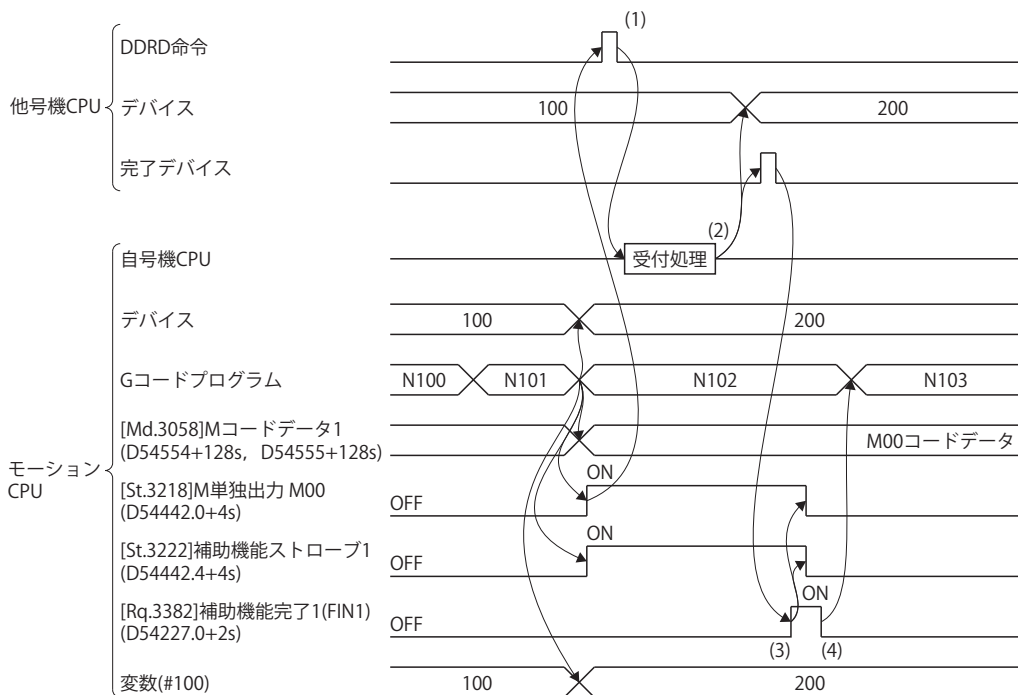 (1)
DDRD命令
他号機CPU
デバイス
100
200
完了デバイス
(2)
自号機CPU
受付処理
デバイス
100
200
Gコードプログラム
N100
N101
N102
N103
[Md.3058]Mコードデータ1
(D54554+128s, D54555+128s)
M00コードデータ
モーション
CPU
[St.3218]M単独出力 M00
(D54442.0+4s)
OFF
ON
[St.3222]補助機能ストローブ1
(D54442.4+4s)
OFF
ON
[Rq.3382]補助機能完了1(FIN1)
(D54227.0+2s)
OFF
ON
(3)
(4)
変数(#100)
100
200